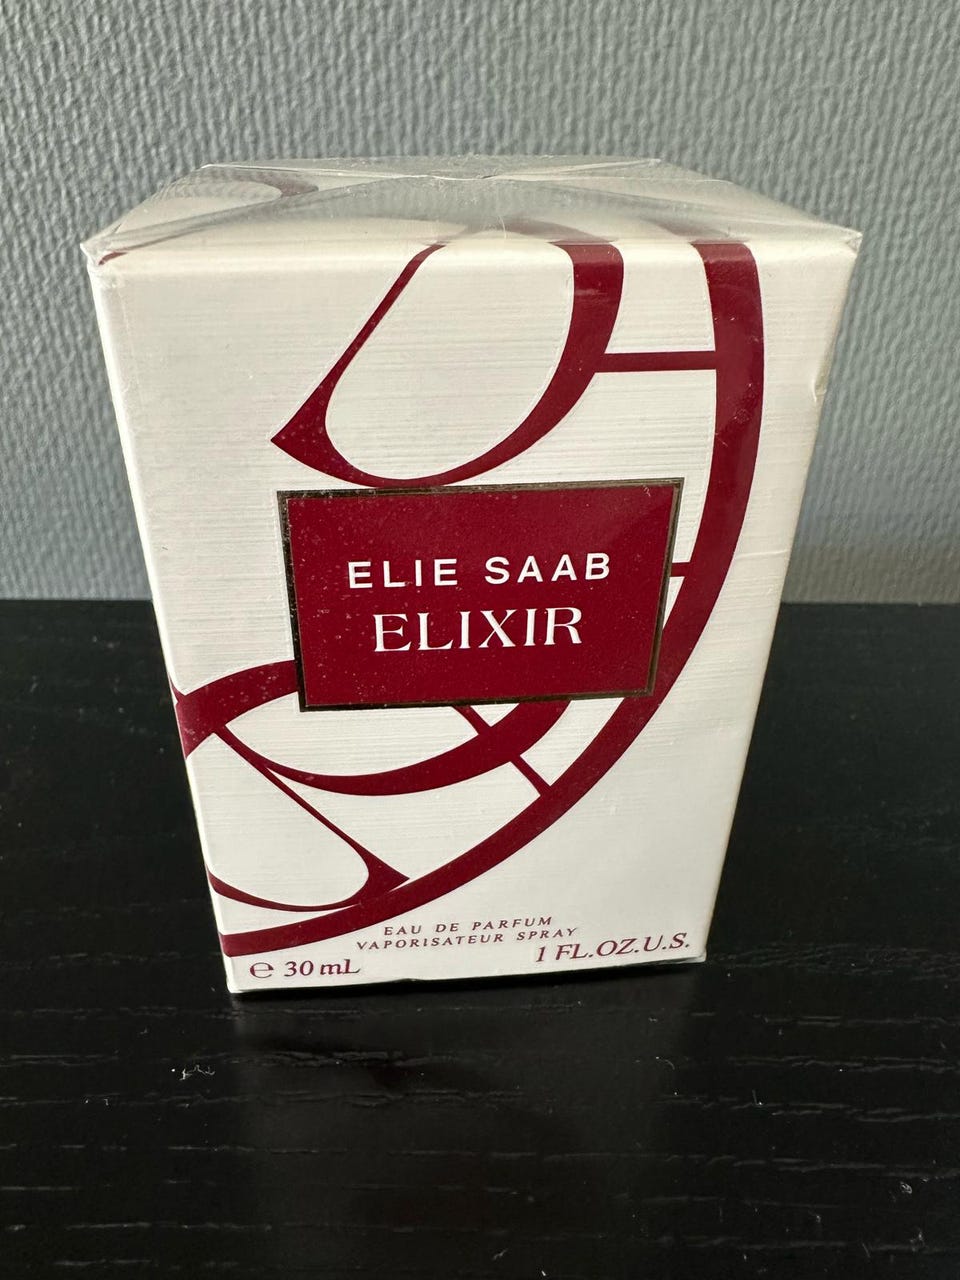 ELIE SAAB
ELIXIR
EAU DE PARFUM
VAPORISATEUR SPRAY
℮ 30 mL
1 FL.OZ.U.S.